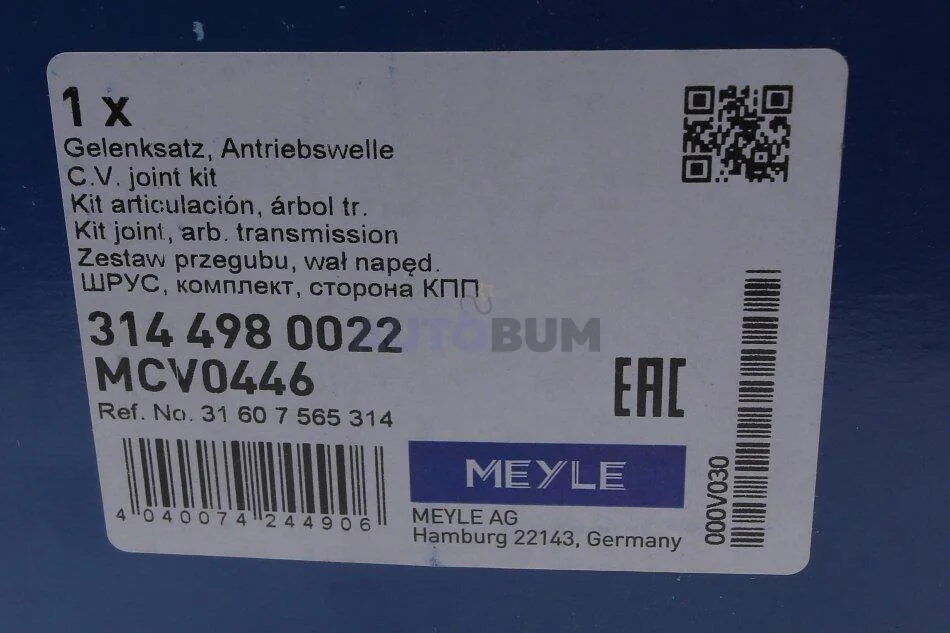 1 x
Gelenksatz, Antriebswelle
C.V. joint kit
Kit articulación, árbol tr.
Kit joint, arb. transmission
Zestaw przegubu, wał napęd.
ШРУС, комплект, сторона КПП
314 498 0022
AUTOBUM
MCV0446
EAC
Ref. No. 31 60 7 565 314
MEYLE
4 040074 244906
MEYLE AG
Hamburg 22143, Germany
000V030